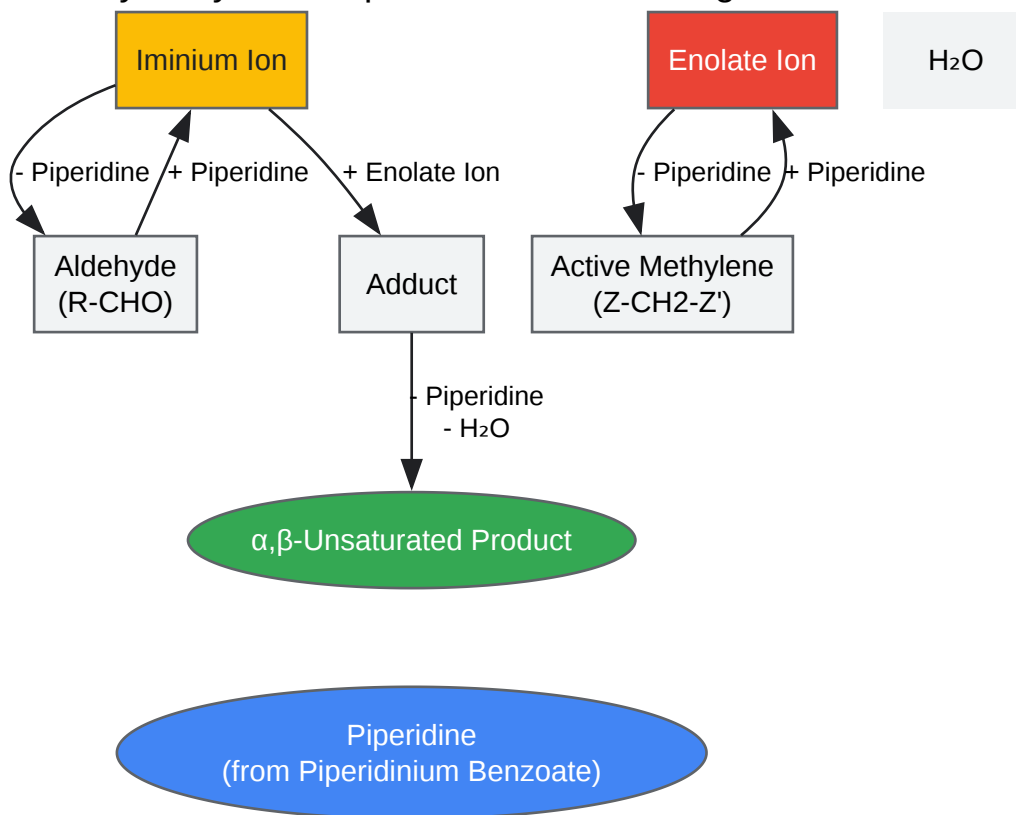 Iminium Ion
Enolate Ion
H₂O
- Piperidine
+ Piperidine
+ Enolate Ion
- Piperidine
+ Piperidine
Aldehyde
(R-CHO)
Adduct
Active Methylene
(Z-CH2-Z')
- Piperidine
- H₂O
α,β-Unsaturated Product
Piperidine
(from Piperidinium Benzoate)